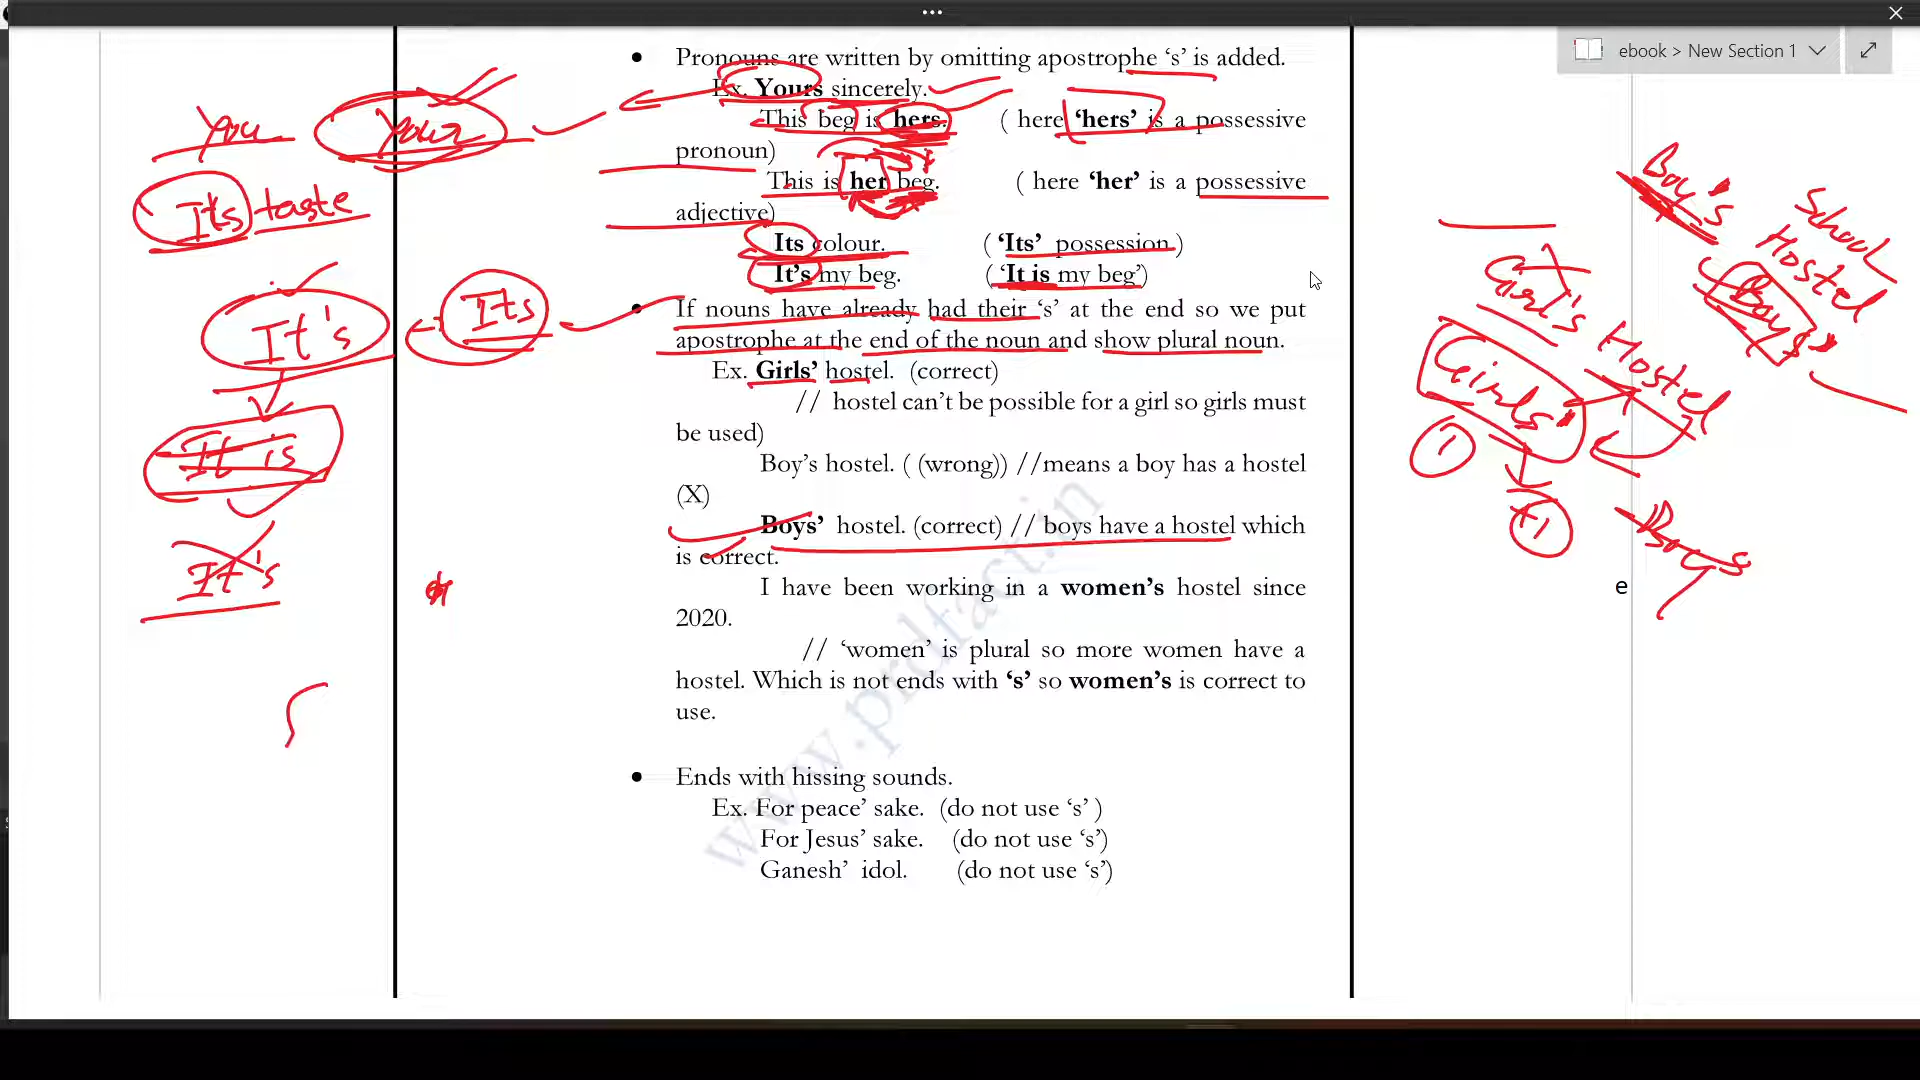 ebook > New Section 1
• Pronouns are written by omitting apostrophe ‘s’ is added.
Ex. Yours sincerely.
This beg is hers. ( here ‘hers’ is a possessive
pronoun)
This is her beg. ( here ‘her’ is a possessive
adjective)
Its colour. ( ‘Its’ possession )
It’s my beg. ( ‘It is my beg’)
• If nouns have already had their ‘s’ at the end so we put
apostrophe at the end of the noun and show plural noun.
Ex. Girls’ hostel. (correct)
// hostel can’t be possible for a girl so girls must
be used)
Boy’s hostel. ( (wrong)) //means a boy has a hostel
(X)
Boys’ hostel. (correct) // boys have a hostel which
is correct.
I have been working in a women’s hostel since
2020.
// ‘women’ is plural so more women have a
hostel. Which is not ends with ‘s’ so women’s is correct to
use.
• Ends with hissing sounds.
Ex. For peace’ sake. (do not use ‘s’ )
For Jesus’ sake. (do not use ‘s’)
Ganesh’ idol. (do not use ‘s’)
www.prdtact.in
You Your
Its taste
It's Its
It is
It's
Boy's School
Hostel
Boys'
Girl's
Hostel
Girls'
1
+1
Boys
e